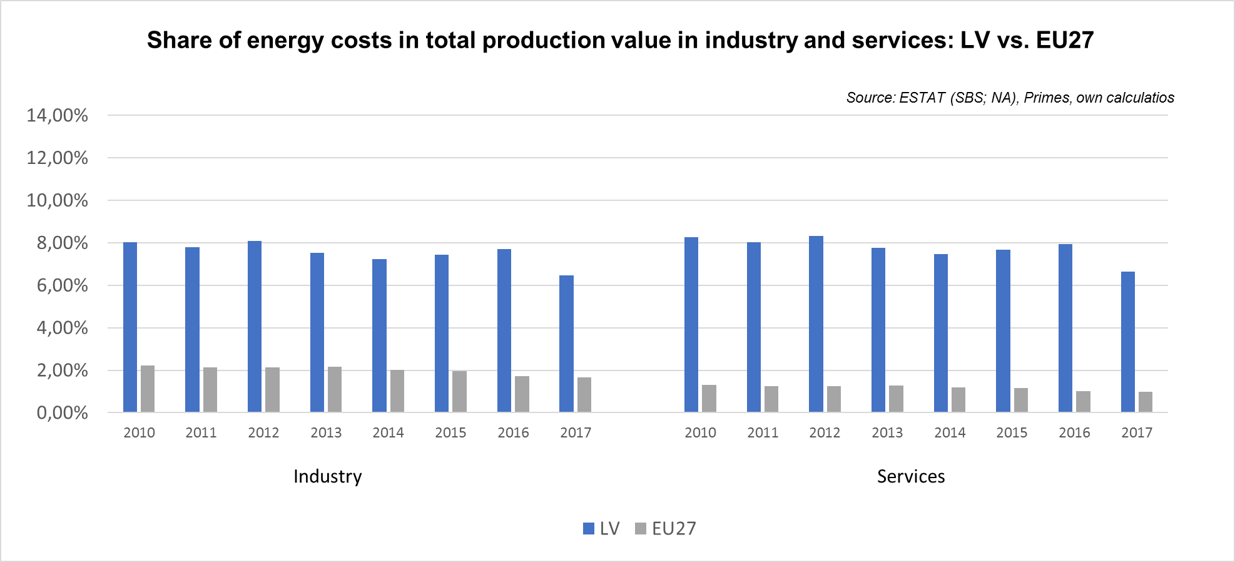 Share of energy costs in total production value in industry and services: LV vs. EU27
Source: ESTAT (SBS; NA), Primes, own calculatios
14,00%
12,00%
10,00%
8,00%
6,00%
4,00%
2,00%
0,00%
2010 2011 2012 2013 2014 2015 2016 2017 2010 2011 2012 2013 2014 2015 2016 2017
Industry Services
LV EU27